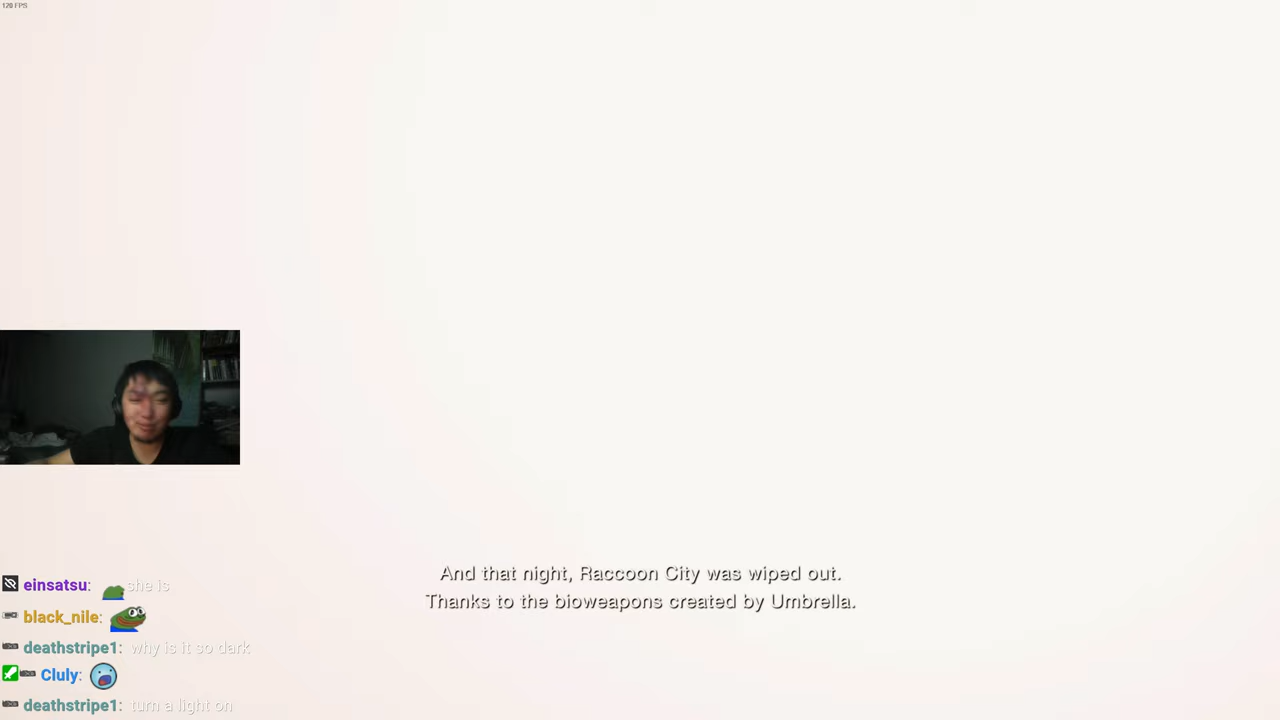 120 FPS
And that night, Raccoon City was wiped out.
Thanks to the bioweapons created by Umbrella.
einsatsu: she is
black_nile:
deathstripe1: why is it so dark
Cluly:
deathstripe1: turn a light on